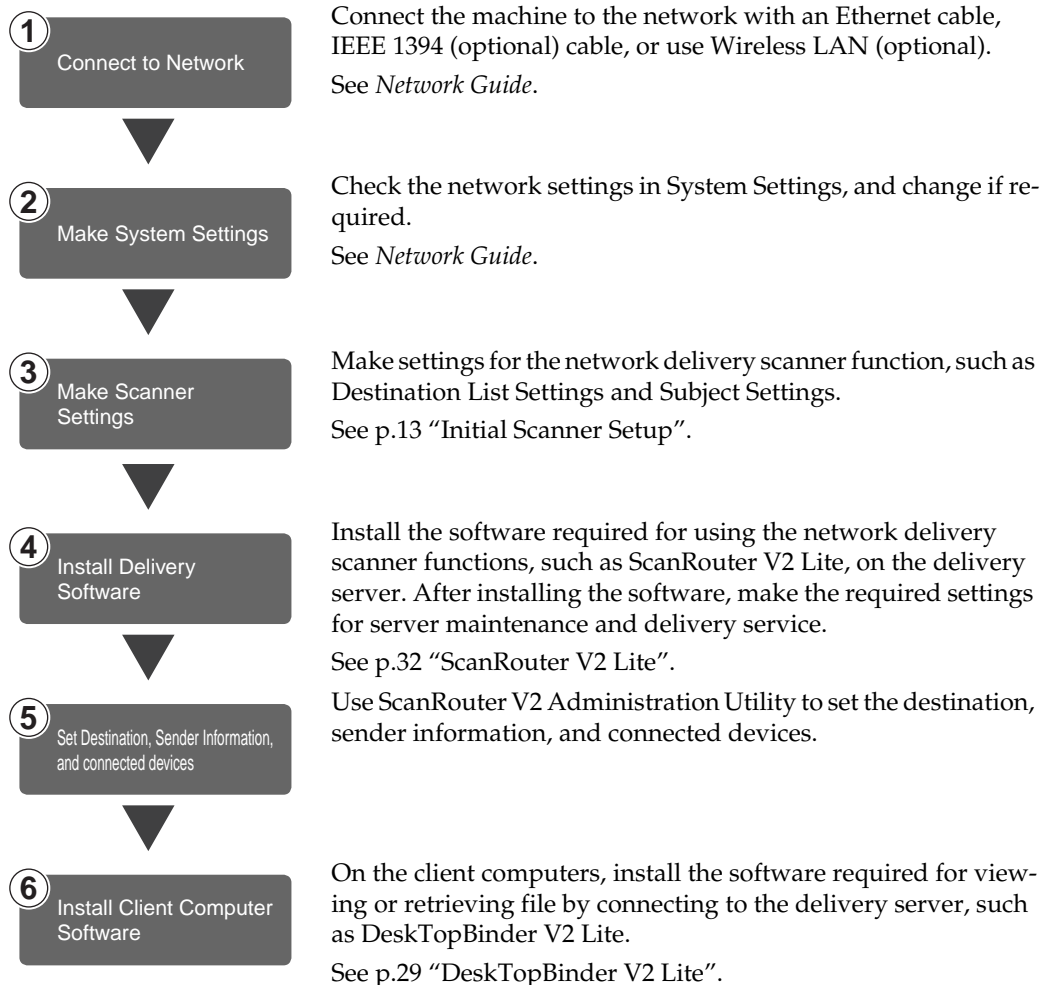 1
Connect to Network
Connect the machine to the network with an Ethernet cable,
IEEE 1394 (optional) cable, or use Wireless LAN (optional).
See Network Guide.
2
Make System Settings
Check the network settings in System Settings, and change if re-
quired.
See Network Guide.
3
Make Scanner
Settings
Make settings for the network delivery scanner function, such as
Destination List Settings and Subject Settings.
See p.13 “Initial Scanner Setup”.
4
Install Delivery
Software
Install the software required for using the network delivery
scanner functions, such as ScanRouter V2 Lite, on the delivery
server. After installing the software, make the required settings
for server maintenance and delivery service.
See p.32 “ScanRouter V2 Lite”.
5
Set Destination, Sender Information,
and connected devices
Use ScanRouter V2 Administration Utility to set the destination,
sender information, and connected devices.
6
Install Client Computer
Software
On the client computers, install the software required for view-
ing or retrieving file by connecting to the delivery server, such
as DeskTopBinder V2 Lite.
See p.29 “DeskTopBinder V2 Lite”.